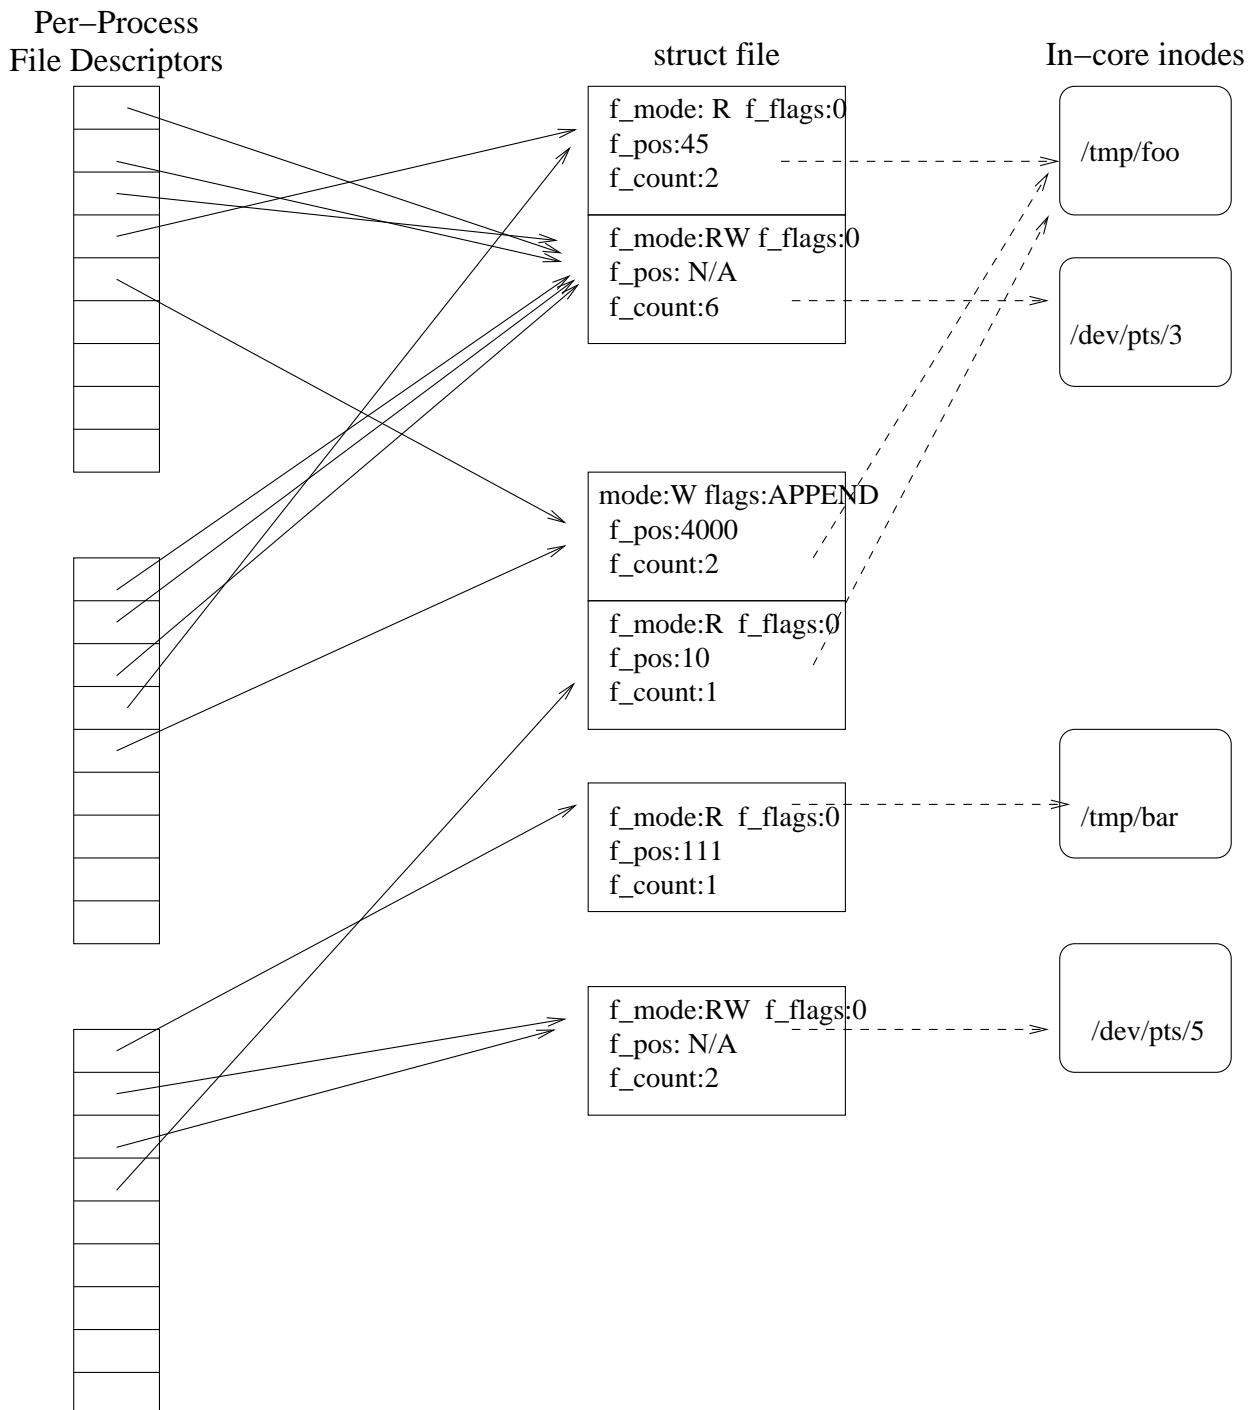 Per−Process
File Descriptors
struct file
In−core inodes
f_mode: R  f_flags:0
f_pos:45
f_count:2
/tmp/foo
f_mode:RW f_flags:0
f_pos: N/A
f_count:6
/dev/pts/3
mode:W flags:APPEND
f_pos:4000
f_count:2
f_mode:R  f_flags:0
f_pos:10
f_count:1
f_mode:R  f_flags:0
f_pos:111
f_count:1
/tmp/bar
f_mode:RW  f_flags:0
f_pos: N/A
f_count:2
/dev/pts/5